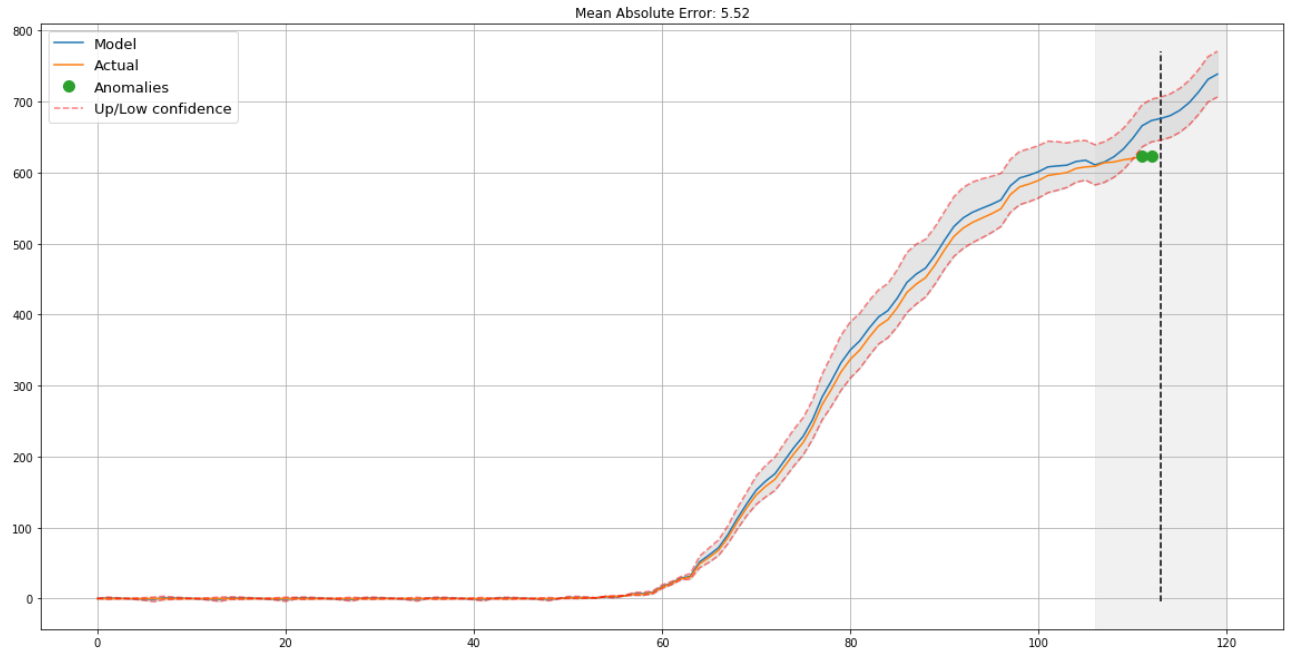 Mean Absolute Error: 5.52
800
Model
Actual
Anomalies
Up/Low confidence
700
600
500
400
300
200
100
0
0 20 40 60 80 100 120